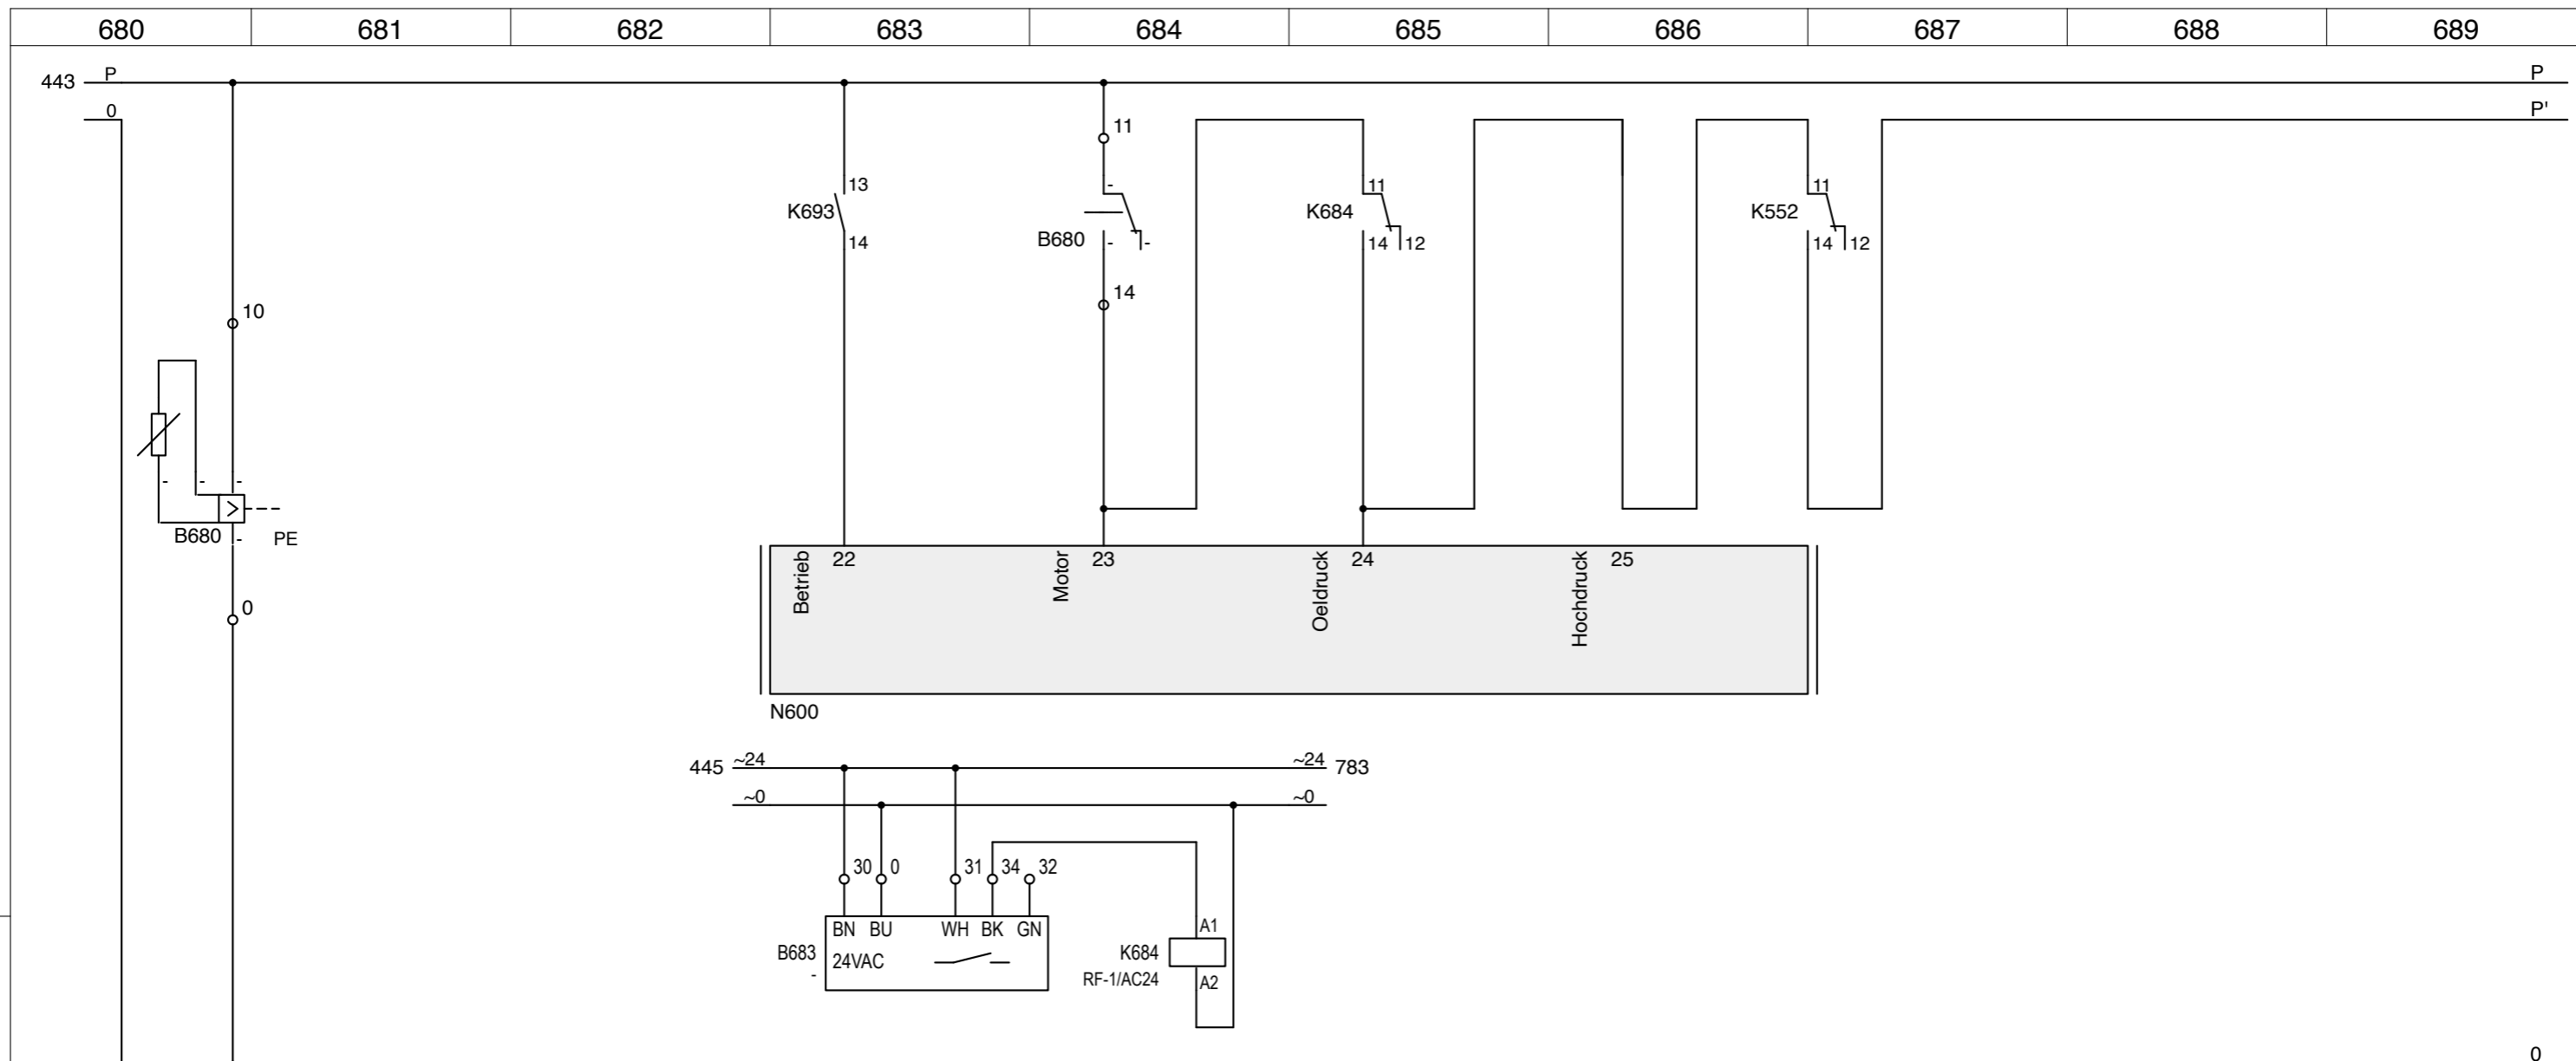 680 681 682 683 684 685 686 687 688 689
443 P P
0 P'
11
13 - 11 11
K693 K684 K552
B680
14 - - 14 12 14 12
14
10
- - -
B680 - PE
Betrieb 22 Motor 23 Oeldruck 24 Hochdruck 25
0
N600
445 ~24 ~24 783
~0 ~0
30 0 31 34 32
BN BU WH BK GN A1
B683 24VAC K684
- RF-1/AC24 A2
0